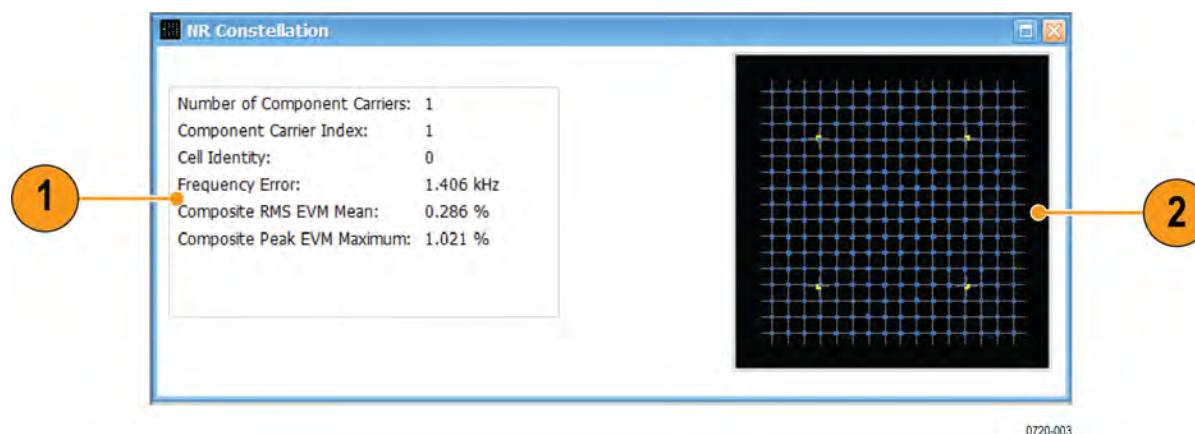 NR Constellation
Number of Component Carriers: 1
Component Carrier Index: 1
Cell Identity: 0
Frequency Error: 1.406 kHz
Composite RMS EVM Mean: 0.286 %
Composite Peak EVM Maximum: 1.021 %
1
2
0720-003